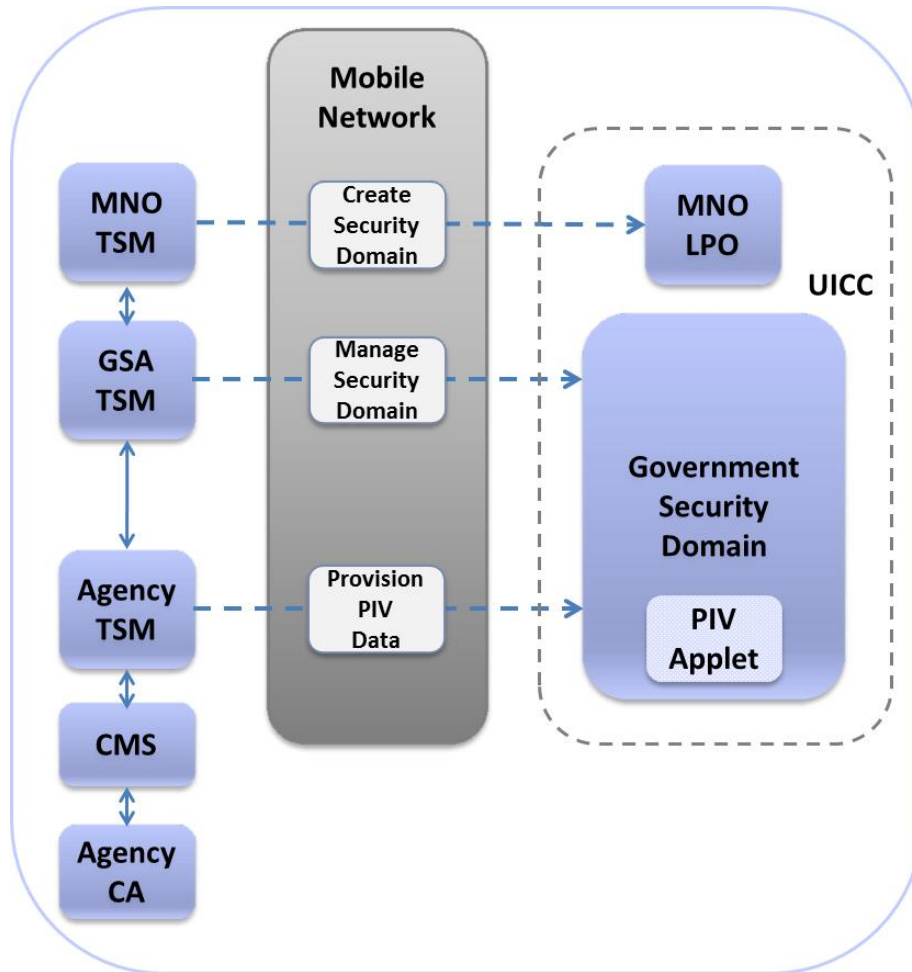 Mobile
Network
MNO
TSM
Create
Security
Domain
MNO
LPO
UICC
GSA
TSM
Manage
Security
Domain
Government
Security
Domain
Agency
TSM
Provision
PIV
Data
PIV
Applet
CMS
Agency
CA